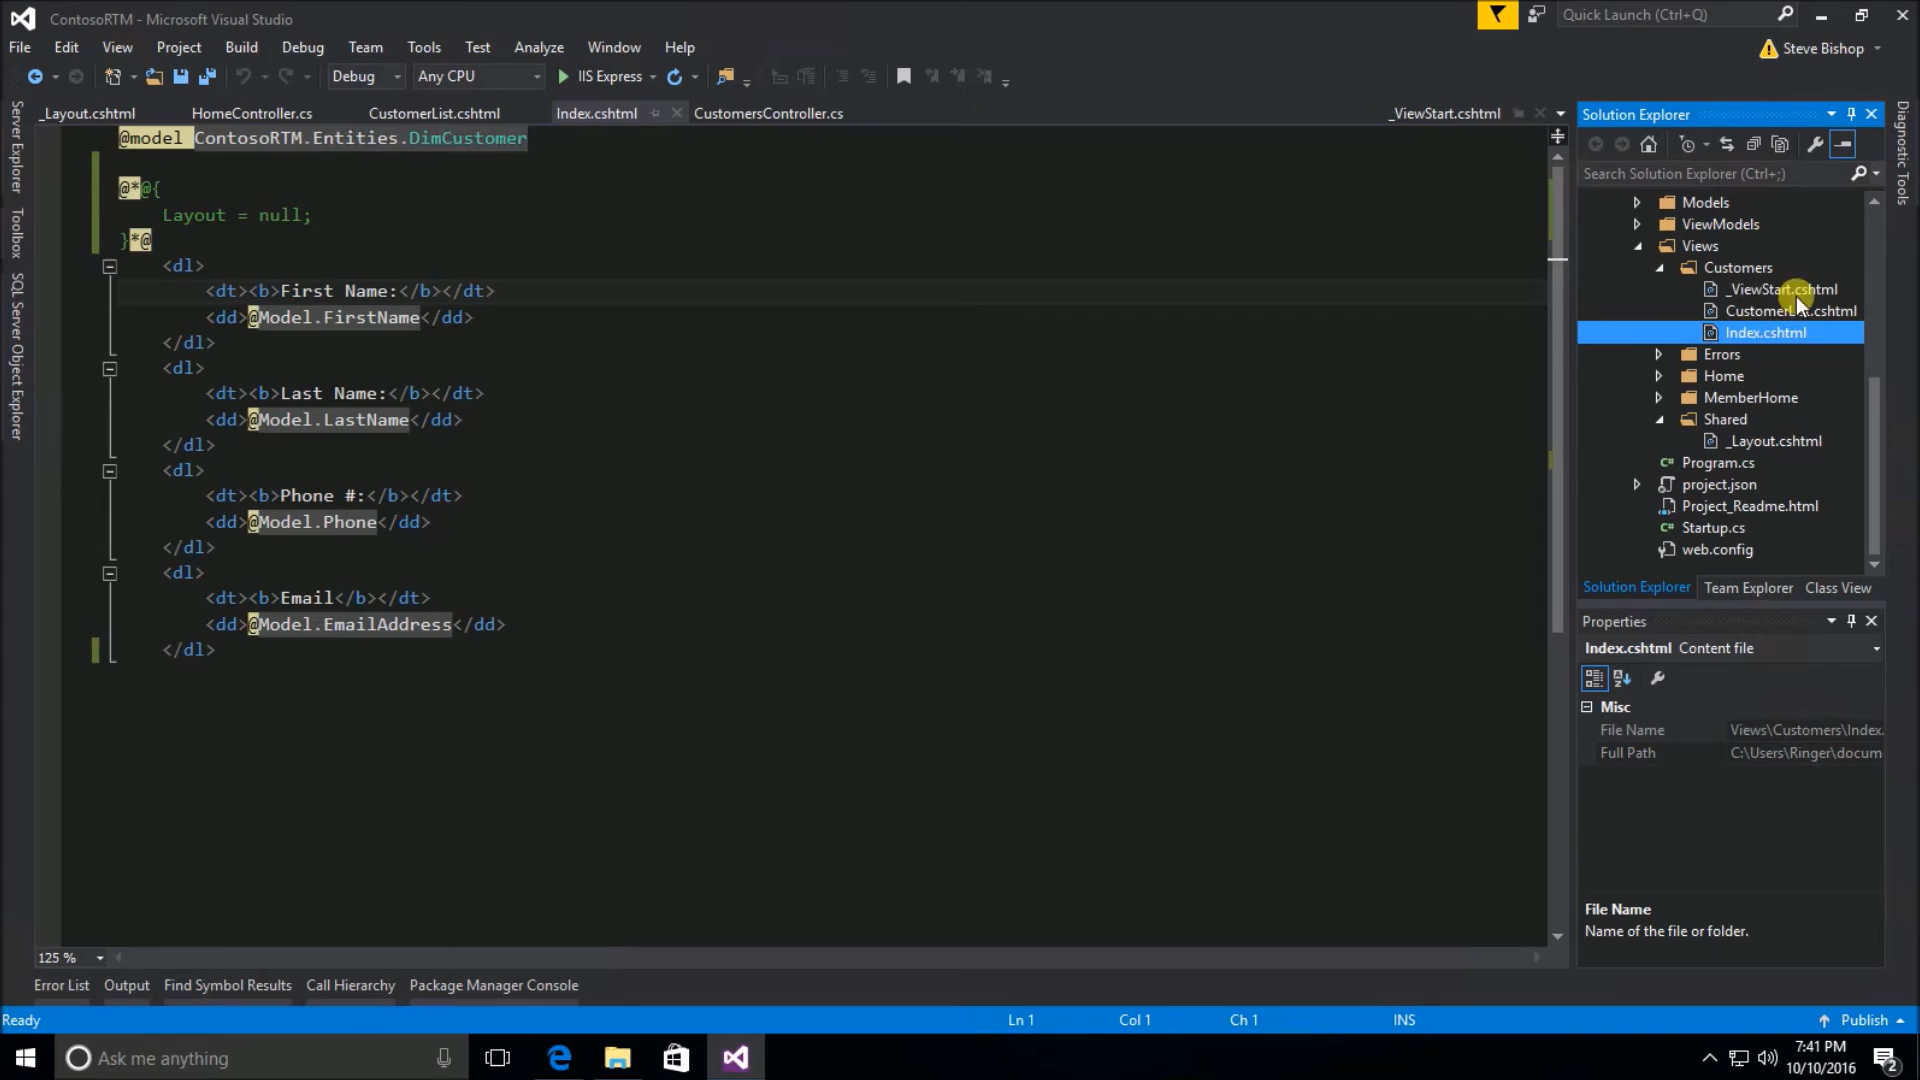 ContosoRTM - Microsoft Visual Studio
Quick Launch (Ctrl+Q)
File Edit View Project Build Debug Team Tools Test Analyze Window Help
Steve Bishop
Debug Any CPU IIS Express
_Layout.cshtml HomeController.cs CustomerList.cshtml Index.cshtml CustomersController.cs _ViewStart.cshtml
Server Explorer
Toolbox
SQL Server Object Explorer
@model ContosoRTM.Entities.DimCustomer
@*@{
Layout = null;
}*@
<dl>
<dt><b>First Name:</b></dt>
<dd>@Model.FirstName</dd>
</dl>
<dl>
<dt><b>Last Name:</b></dt>
<dd>@Model.LastName</dd>
</dl>
<dl>
<dt><b>Phone #:</b></dt>
<dd>@Model.Phone</dd>
</dl>
<dl>
<dt><b>Email</b></dt>
<dd>@Model.EmailAddress</dd>
</dl>
125 %
Solution Explorer
Search Solution Explorer (Ctrl+;)
Models
ViewModels
Views
Customers
_ViewStart.cshtml
Index.cshtml
Errors
Home
MemberHome
Shared
_Layout.cshtml
Program.cs
project.json
Project_Readme.html
Startup.cs
web.config
Solution Explorer Team Explorer Class View
Properties
Index.cshtml Content file
Misc
File Name Views\Customers\Index.
Full Path C:\Users\Ringer\docum
File Name
Name of the file or folder.
Diagnostic Tools
Error List Output Find Symbol Results Call Hierarchy Package Manager Console
Ready Ln 1 Col 1 Ch 1 INS Publish
Ask me anything
7:41 PM
10/10/2016
2